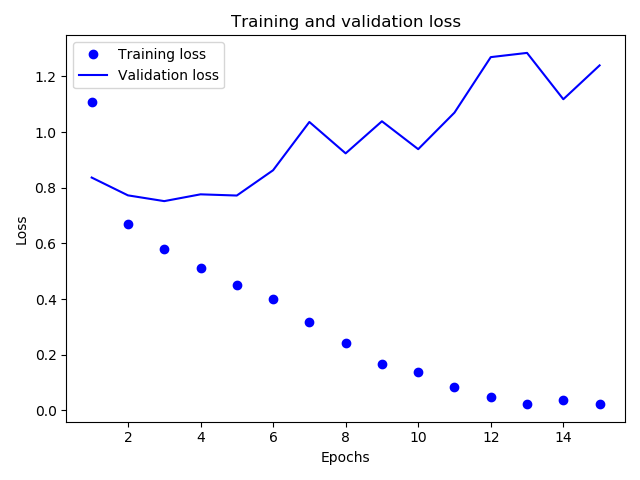 Training and validation loss
Training loss
Validation loss
1.2
1.0
0.8
0.6
0.4
0.2
0.0
Loss
2 4 6 8 10 12 14
Epochs